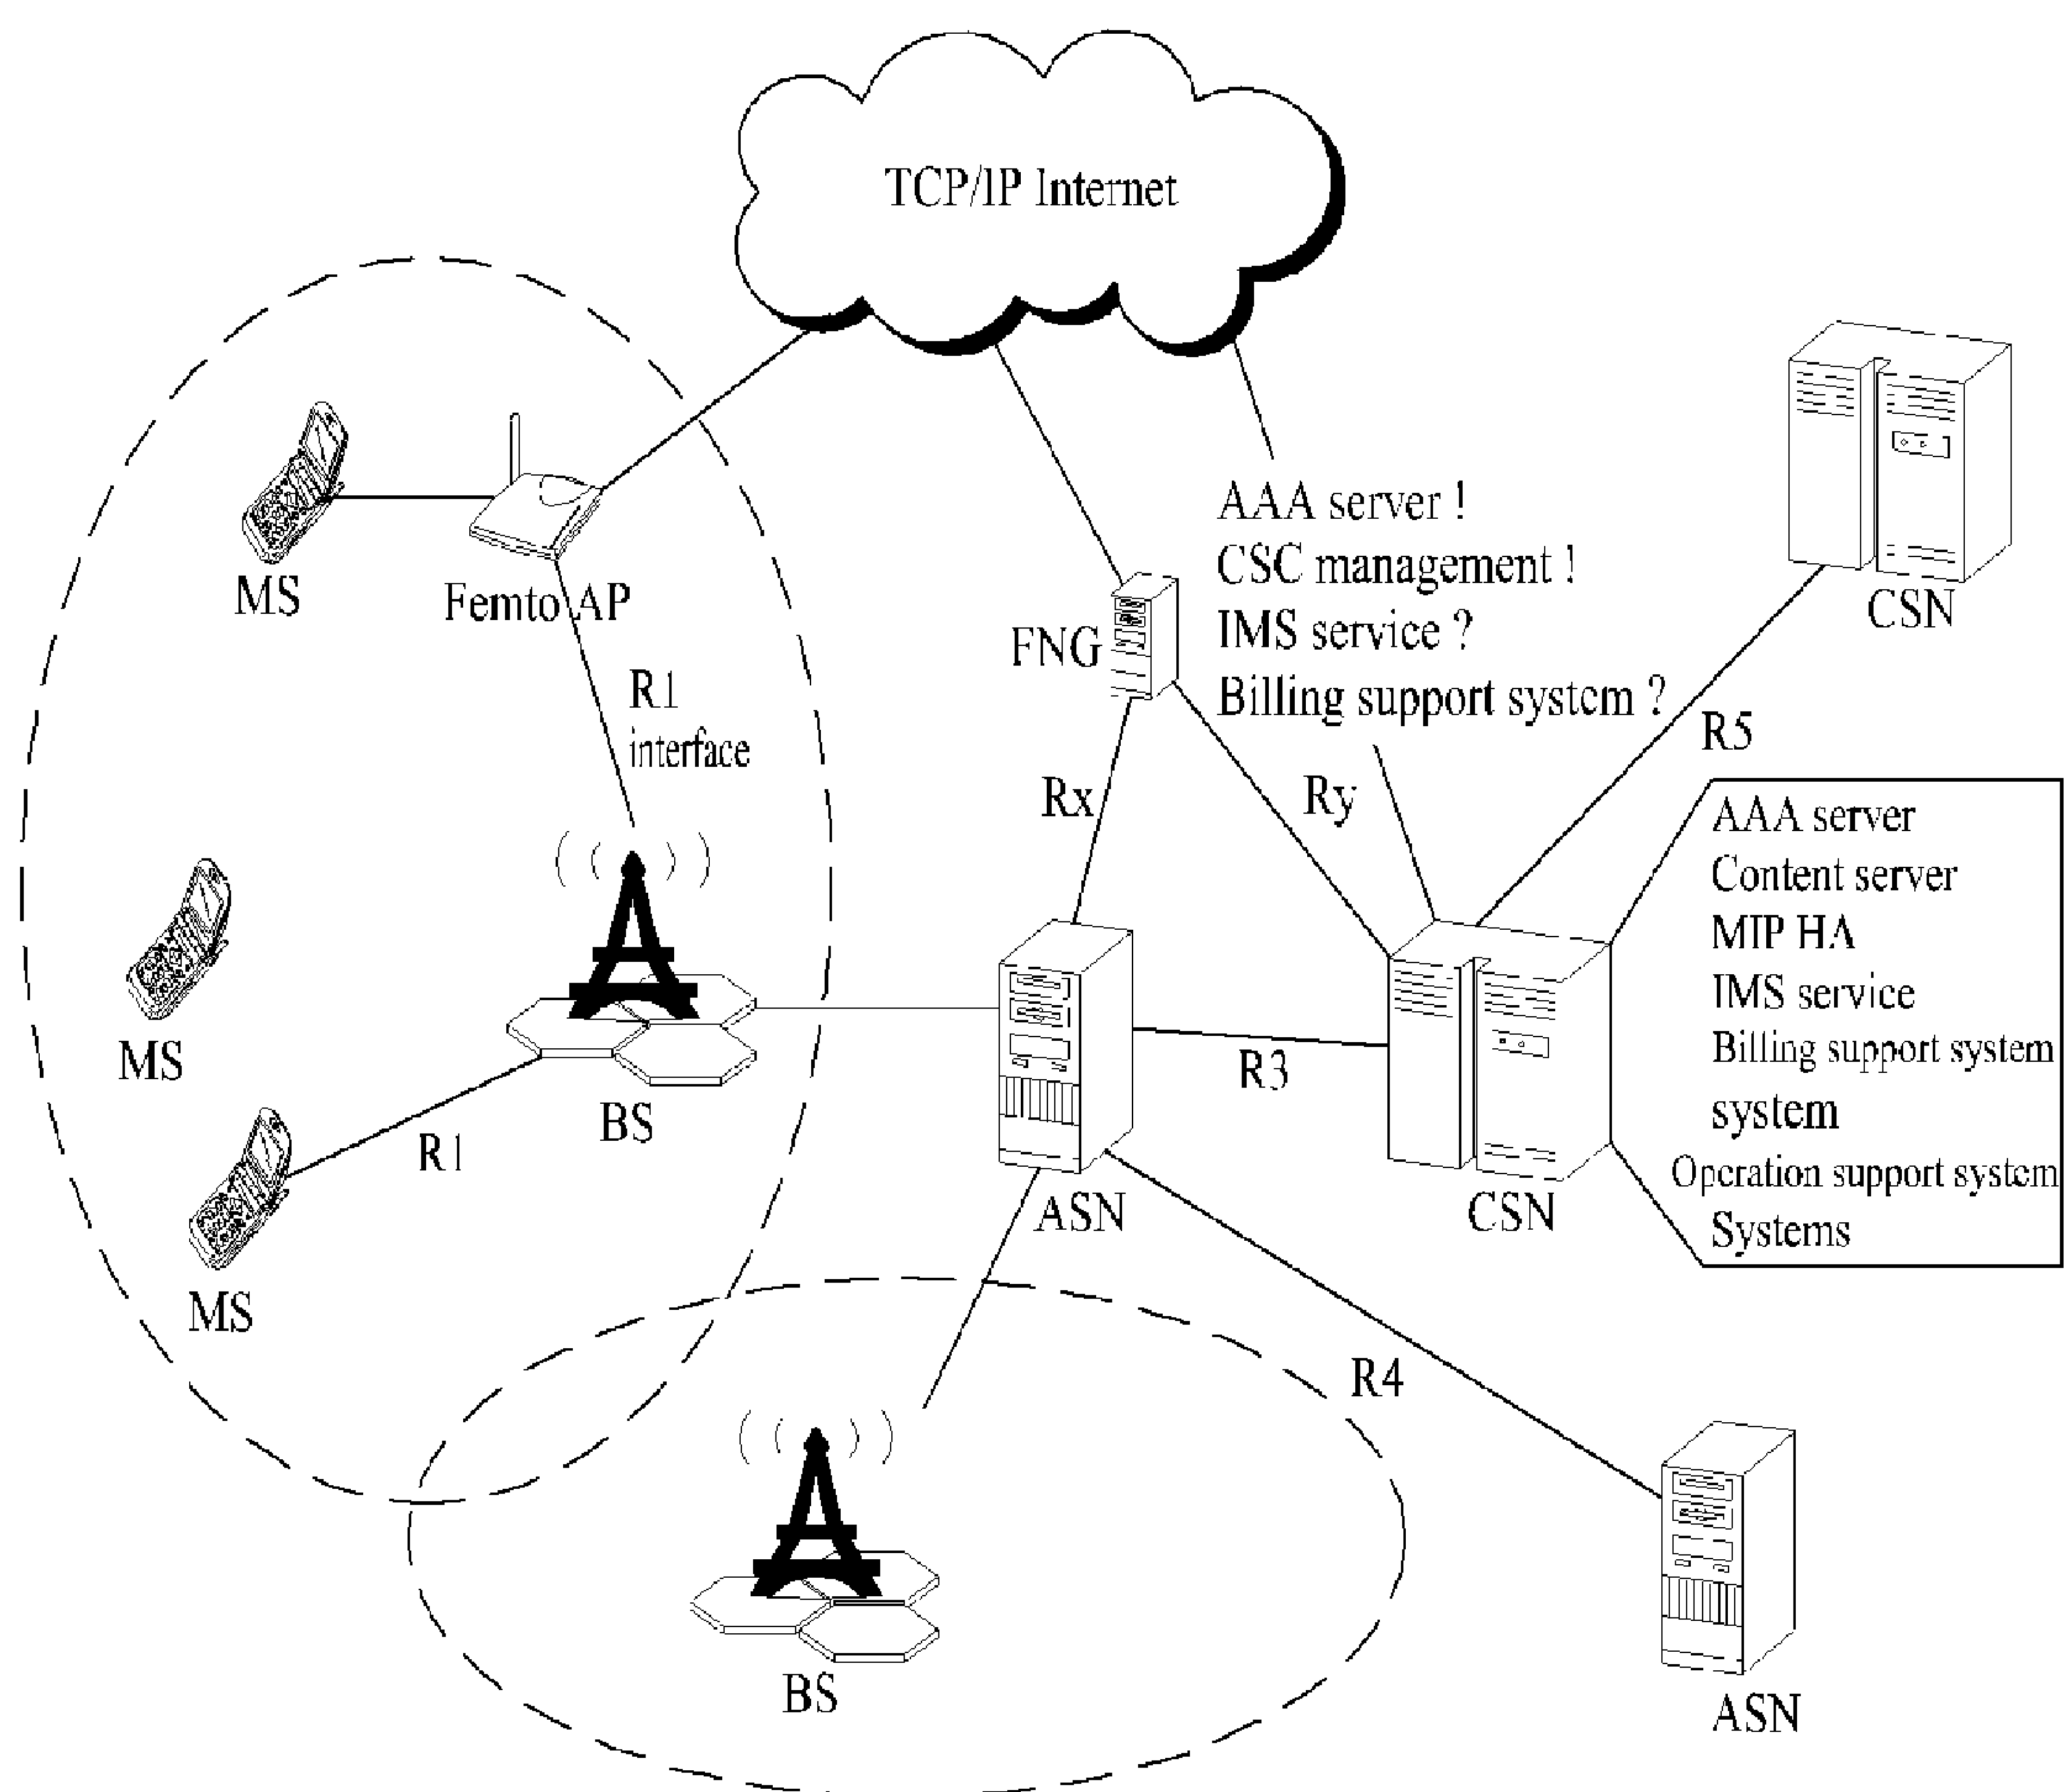 TCP/IP Internet
AAA server !
CSC management !
IMS service ?
Billing support system ?
MS
Femto AP
FNG
CSN
R1
interface
R5
Rx
Ry
AAA server
Content server
MIP HA
IMS service
Billing support system
system
Operation support system
Systems
MS
R3
BS
R1
ASN
CSN
MS
R4
BS
ASN